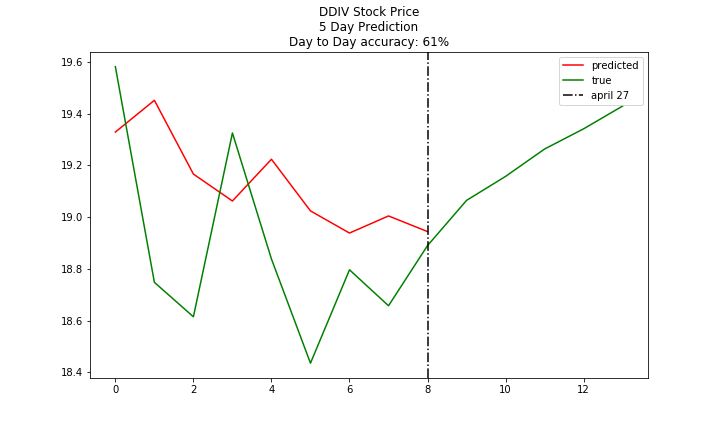 DDIV Stock Price
5 Day Prediction
Day to Day accuracy: 61%
predicted
true
april 27
19.6
19.4
19.2
19.0
18.8
18.6
18.4
0 2 4 6 8 10 12